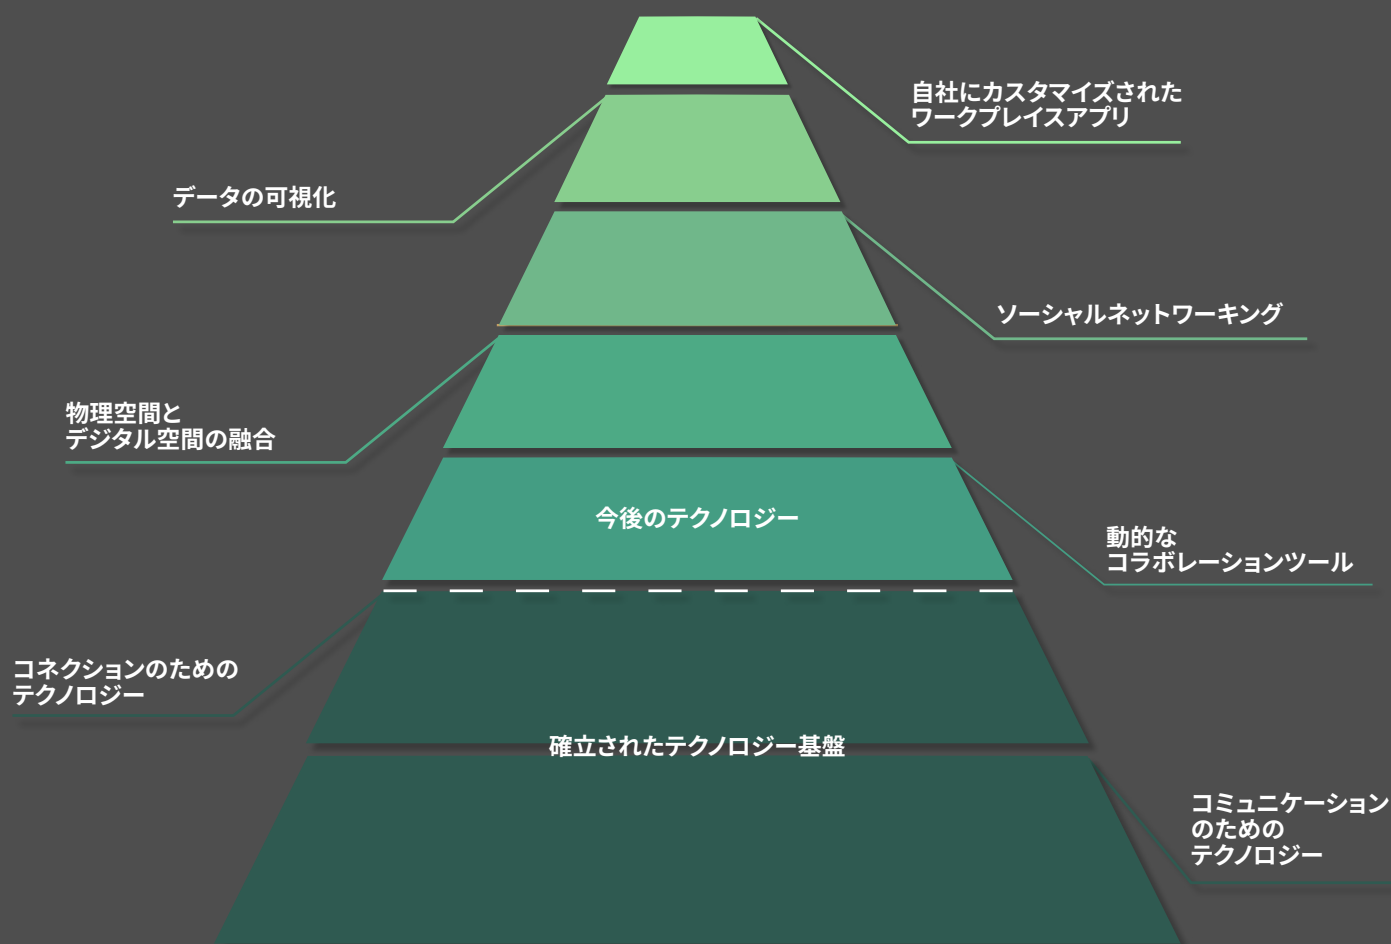 自社にカスタマイズされた
ワークプレイスアプリ
データの可視化
ソーシャルネットワーキング
物理空間と
デジタル空間の融合
今後のテクノロジー
動的な
コラボレーションツール
コネクションのための
テクノロジー
確立されたテクノロジー基盤
コミュニケーション
のための
テクノロジー